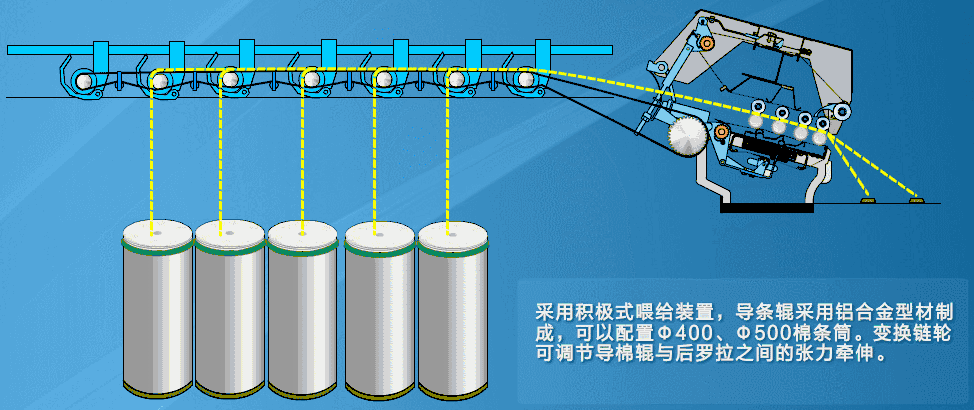 采用积极式喂给装置，导条辊采用铝合金型材制
成，可以配置Φ400、Φ500棉条筒。变换链轮
可调节导棉辊与后罗拉之间的张力牵伸。